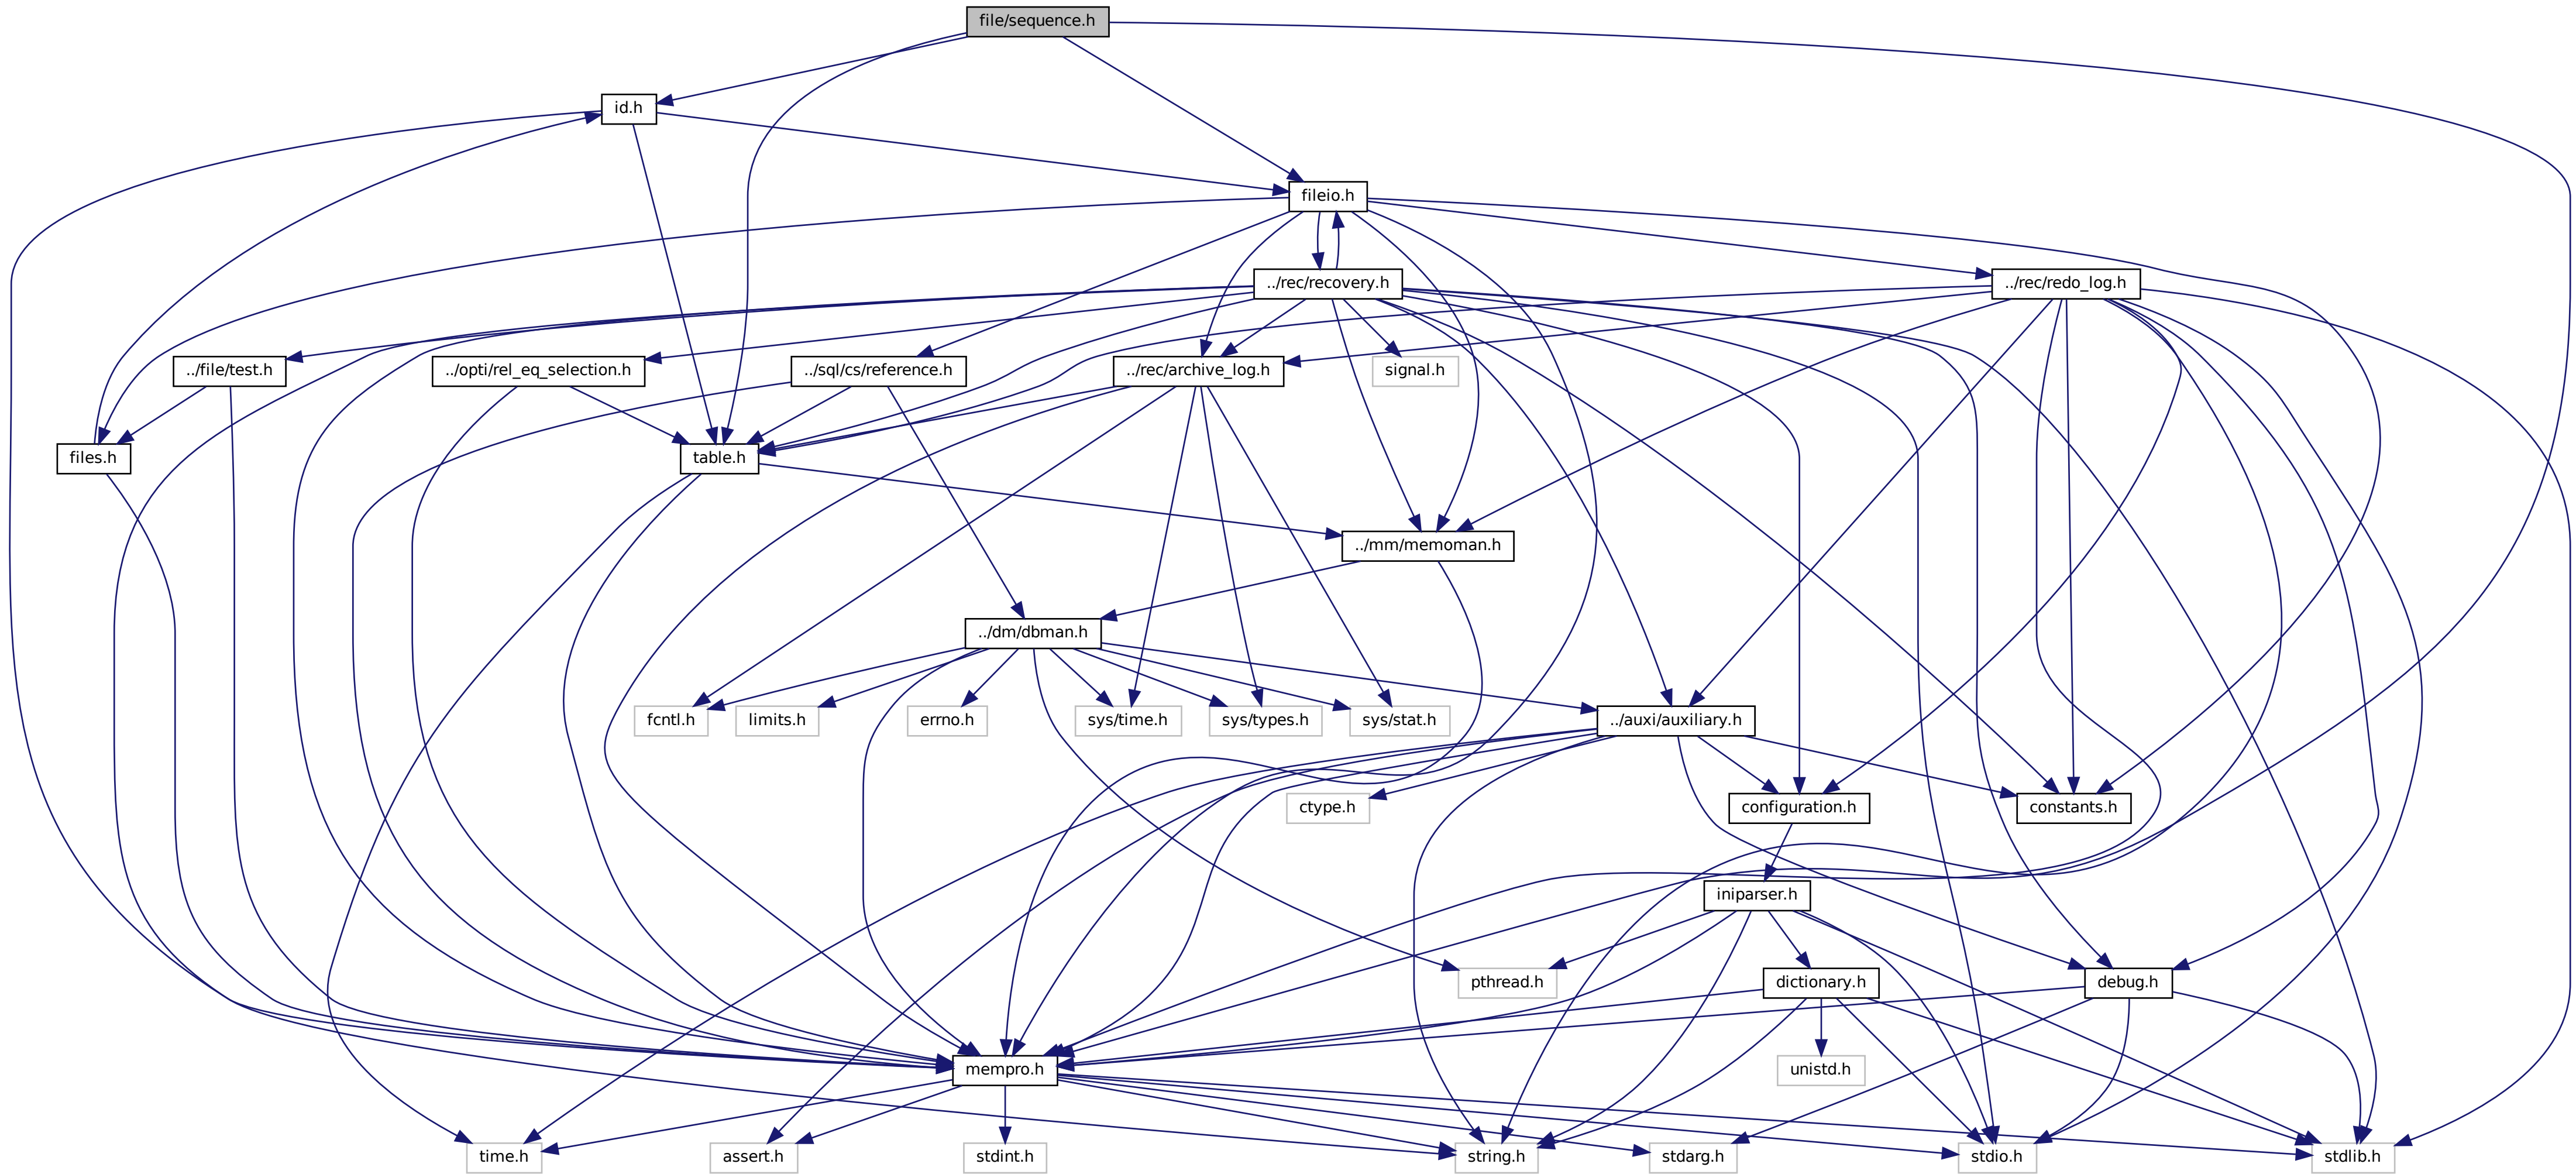 file/sequence.h
id.h
fileio.h
../rec/recovery.h
../rec/redo_log.h
../file/test.h
../opti/rel_eq_selection.h
../sql/cs/reference.h
../rec/archive_log.h
signal.h
files.h
table.h
../mm/memoman.h
../dm/dbman.h
fcntl.h
limits.h
errno.h
sys/time.h
sys/types.h
sys/stat.h
../auxi/auxiliary.h
ctype.h
configuration.h
constants.h
iniparser.h
pthread.h
dictionary.h
debug.h
mempro.h
unistd.h
time.h
assert.h
stdint.h
string.h
stdarg.h
stdio.h
stdlib.h